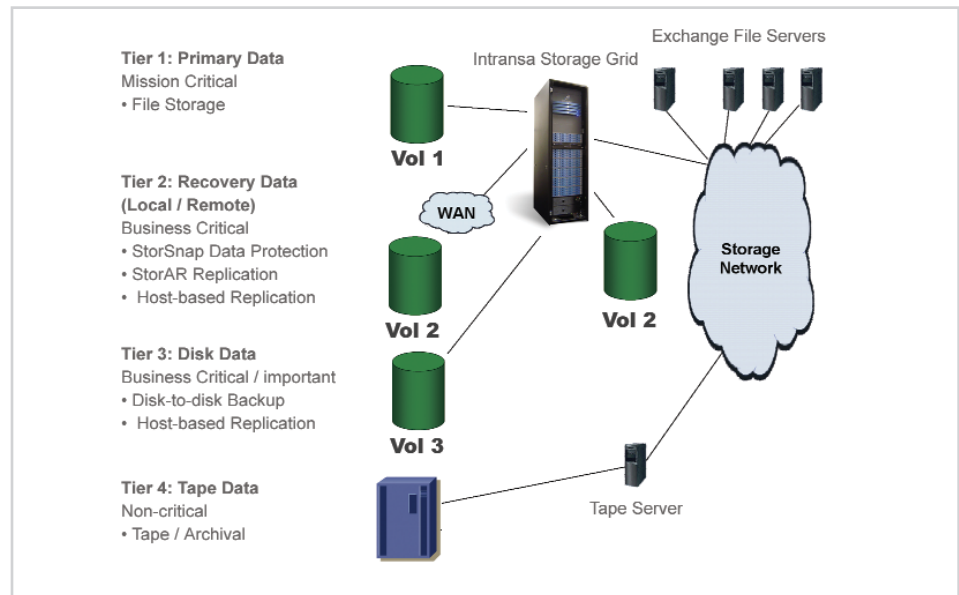 Tier 1: Primary Data
Mission Critical
• File Storage
Tier 2: Recovery Data
(Local / Remote)
Business Critical
• StorSnap Data Protection
• StorAR Replication
• Host-based Replication
Tier 3: Disk Data
Business Critical / important
• Disk-to-disk Backup
• Host-based Replication
Tier 4: Tape Data
Non-critical
• Tape / Archival
Intransa Storage Grid
Exchange File Servers
Vol 1
WAN
Vol 2
Vol 2
Vol 3
Storage
Network
Tape Server